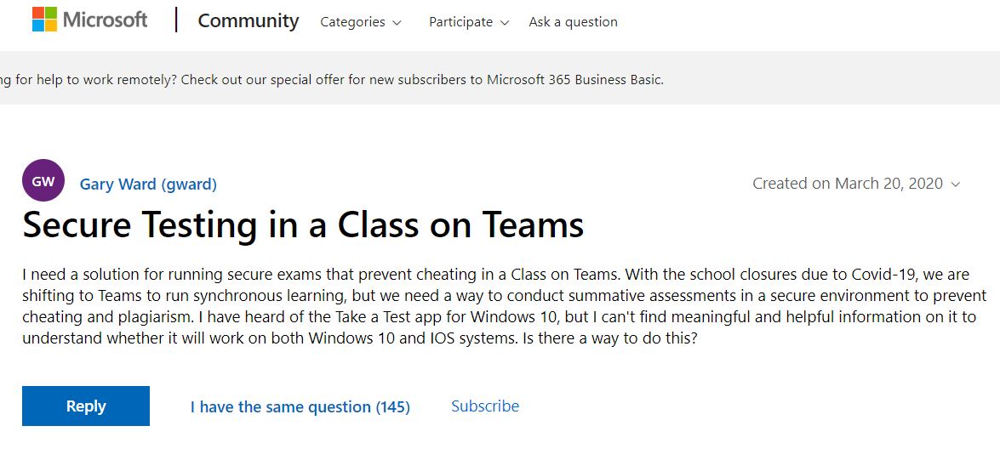 Microsoft Community Categories Participate Ask a question
for help to work remotely? Check out our special offer for new subscribers to Microsoft 365 Business Basic.
GW Gary Ward (gward) Created on March 20, 2020
Secure Testing in a Class on Teams
I need a solution for running secure exams that prevent cheating in a Class on Teams. With the school closures due to Covid-19, we are
shifting to Teams to run synchronous learning, but we need a way to conduct summative assessments in a secure environment to prevent
cheating and plagiarism. I have heard of the Take a Test app for Windows 10, but I can't find meaningful and helpful information on it to
understand whether it will work on both Windows 10 and IOS systems. Is there a way to do this?
Reply I have the same question (145) Subscribe